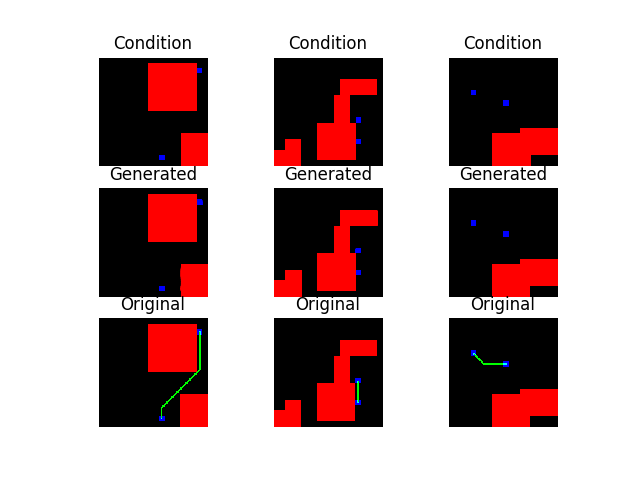 Condition Condition Condition
Generated Generated Generated
Original Original Original